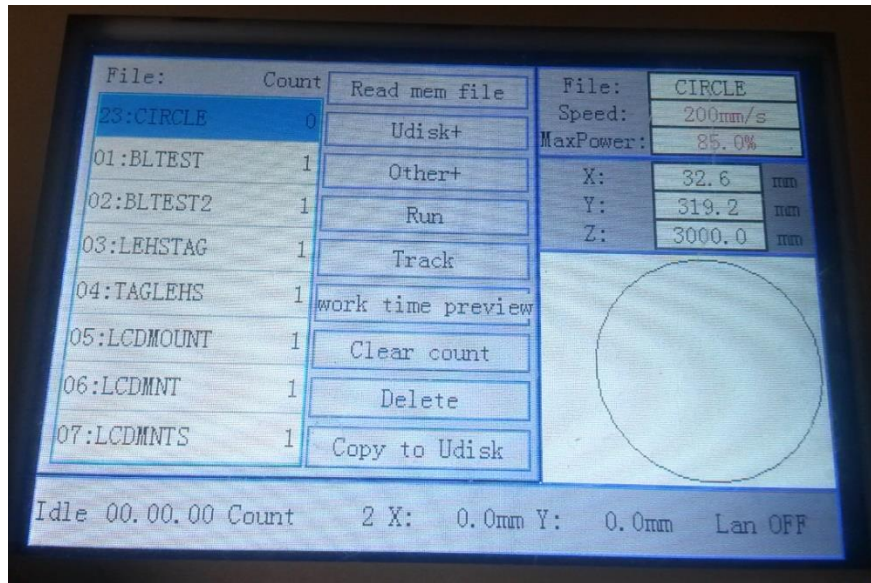 File: Count
23:CIRCLE 0
01:BLTEST 1
02:BLTEST2 1
03:LEHSTAG 1
04:TAGLEHS 1
05:LCDMOUNT 1
06:LCDMNT 1
07:LCDMNTS 1
Read mem file
Udisk+
Other+
Run
Track
work time preview
Clear count
Delete
Copy to Udisk
File: CIRCLE
Speed: 200mm/s
MaxPower: 85.0%
X: 32.6 mm
Y: 319.2 mm
Z: 3000.0 mm
Idle 00.00.00 Count 2 X: 0.0mm Y: 0.0mm Lan OFF